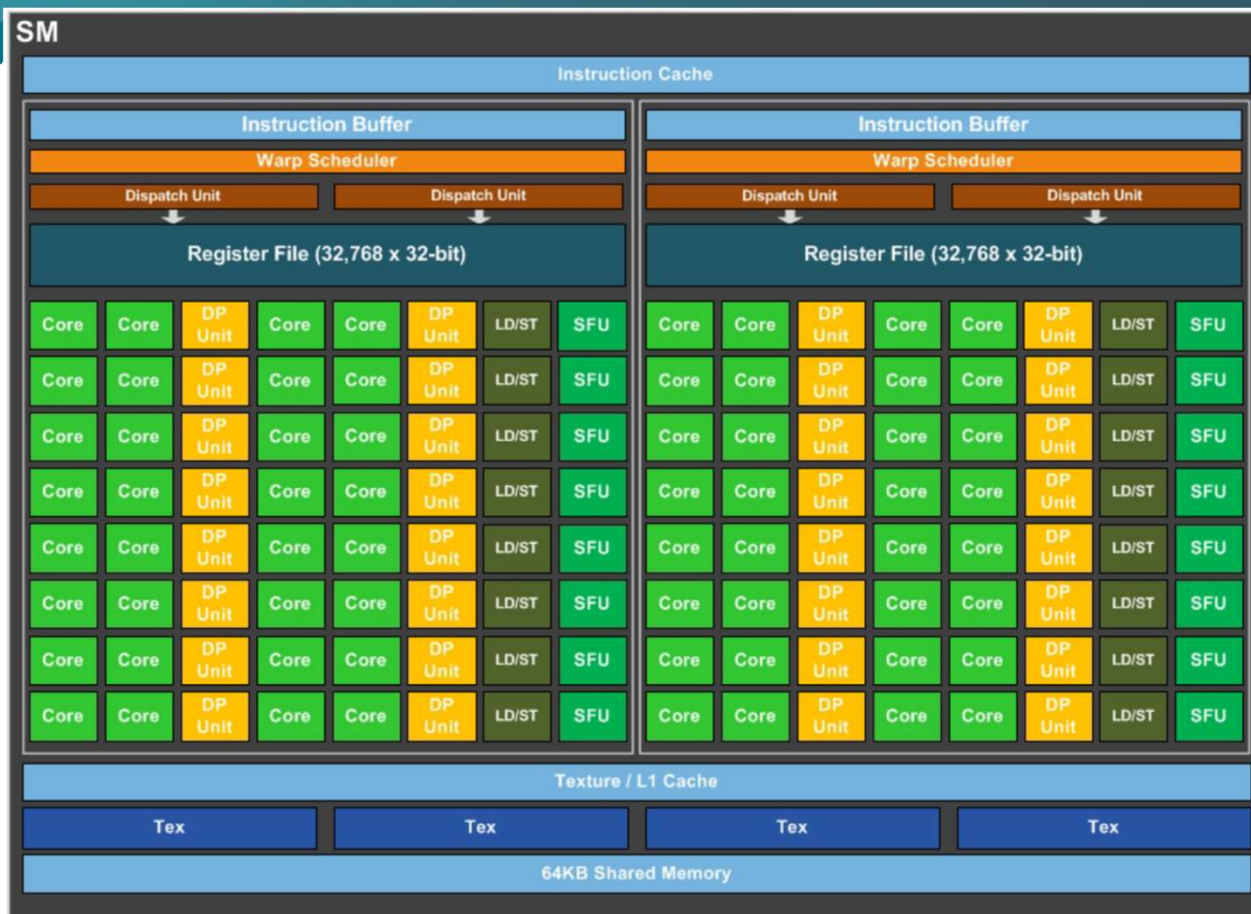 SM
Instruction Cache
Instruction Buffer Instruction Buffer
Warp Scheduler Warp Scheduler
Dispatch Unit Dispatch Unit Dispatch Unit Dispatch Unit
Register File (32,768 x 32-bit) Register File (32,768 x 32-bit)
Core Core DP Unit Core Core DP Unit LD/ST SFU Core Core DP Unit Core Core DP Unit LD/ST SFU
Core Core DP Unit Core Core DP Unit LD/ST SFU Core Core DP Unit Core Core DP Unit LD/ST SFU
Core Core DP Unit Core Core DP Unit LD/ST SFU Core Core DP Unit Core Core DP Unit LD/ST SFU
Core Core DP Unit Core Core DP Unit LD/ST SFU Core Core DP Unit Core Core DP Unit LD/ST SFU
Core Core DP Unit Core Core DP Unit LD/ST SFU Core Core DP Unit Core Core DP Unit LD/ST SFU
Core Core DP Unit Core Core DP Unit LD/ST SFU Core Core DP Unit Core Core DP Unit LD/ST SFU
Core Core DP Unit Core Core DP Unit LD/ST SFU Core Core DP Unit Core Core DP Unit LD/ST SFU
Core Core DP Unit Core Core DP Unit LD/ST SFU Core Core DP Unit Core Core DP Unit LD/ST SFU
Texture / L1 Cache
Tex Tex Tex Tex
64KB Shared Memory